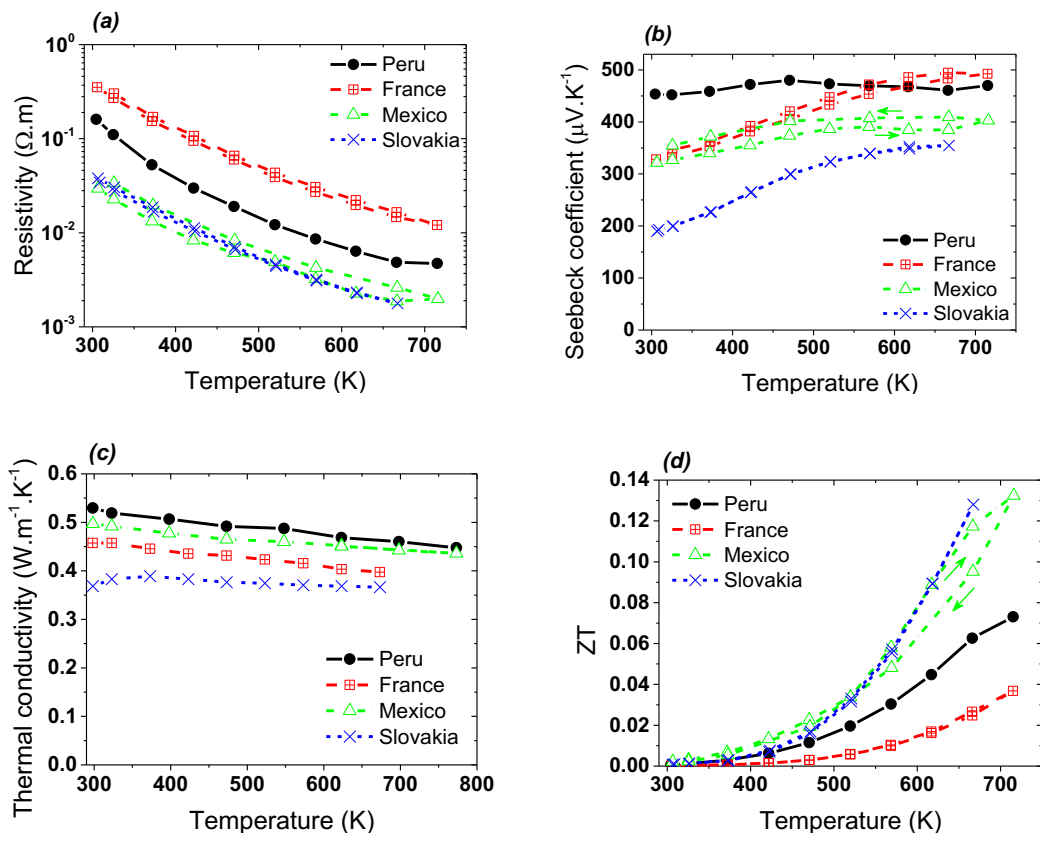 (a)
10⁰
10⁻¹
10⁻²
10⁻³
Resistivity (Ω.m)
Peru
France
Mexico
Slovakia
300 400 500 600 700
Temperature (K)
(b)
500
400
300
200
100
0
Seebeck coefficient (μV.K⁻¹)
Peru
France
Mexico
Slovakia
300 400 500 600 700
Temperature (K)
(c)
0.6
0.5
0.4
0.3
0.2
0.1
0.0
Thermal conductivity (W.m⁻¹.K⁻¹)
Peru
France
Mexico
Slovakia
300 400 500 600 700 800
Temperature (K)
(d)
0.14
0.12
0.10
0.08
0.06
0.04
0.02
0.00
ZT
Peru
France
Mexico
Slovakia
300 400 500 600 700
Temperature (K)